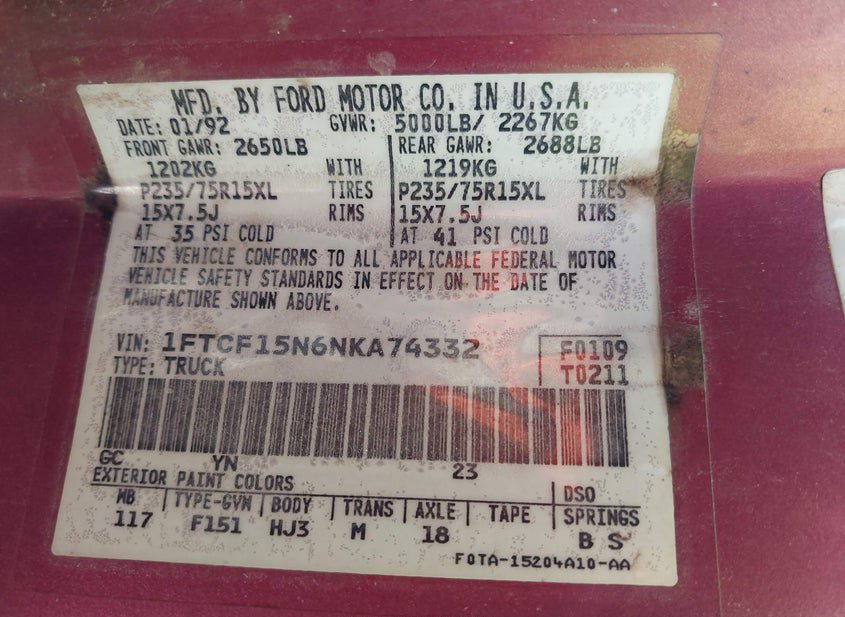 MFD. BY FORD MOTOR CO. IN U.S.A.
DATE: 01/92 GVWR: 5000LB/ 2267KG
FRONT GAWR: 2650LB REAR GAWR: 2688LB
1202KG WITH 1219KG WITH
P235/75R15XL TIRES P235/75R15XL TIRES
15X7.5J RIMS 15X7.5J RIMS
AT 35 PSI COLD AT 41 PSI COLD
THIS VEHICLE CONFORMS TO ALL APPLICABLE FEDERAL MOTOR
VEHICLE SAFETY STANDARDS IN EFFECT ON THE DATE OF
MANUFACTURE SHOWN ABOVE.
VIN: 1FTCF15N6NKA74332 F0109
TYPE: TRUCK T0211
GC YN 23
EXTERIOR PAINT COLORS DSO
WB TYPE-GVW BODY TRANS AXLE TAPE SPRINGS
117 F151 HJ3 M 18 B S
F0TA-15204A10-AA